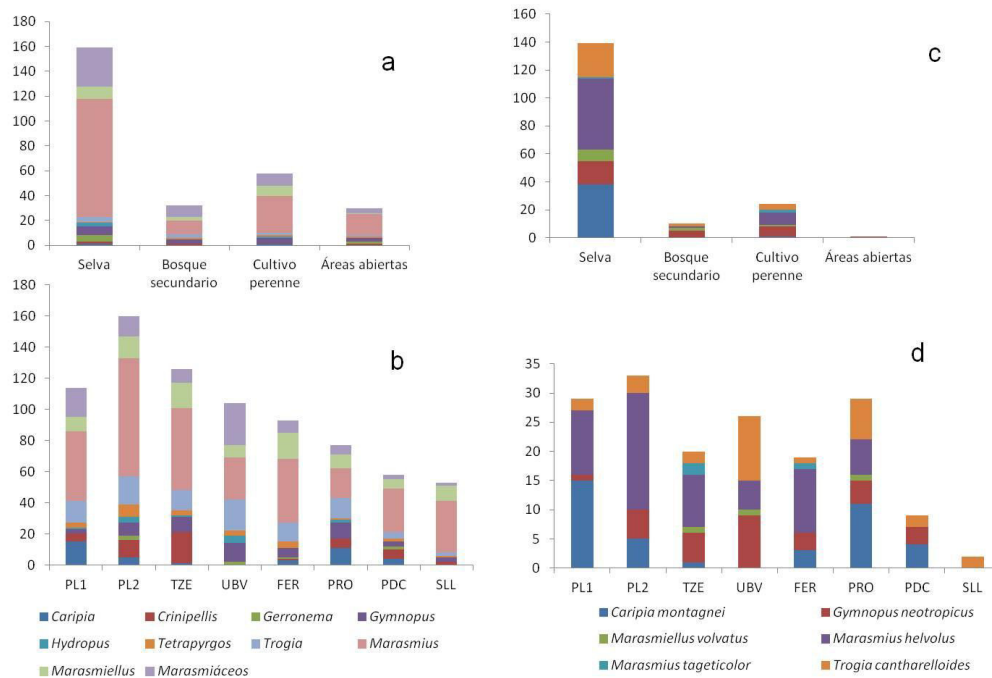 180
160
140
120
100
80
60
40
20
0
a
Selva Bosque secundario Cultivo perenne Áreas abiertas
160
140
120
100
80
60
40
20
0
c
Selva Bosque secundario Cultivo perenne Áreas abiertas
180
160
140
120
100
80
60
40
20
0
b
PL1 PL2 TZE UBV FER PRO PDC SLL
Caripia Crinipellis Gerronema Gymnopus
Hydropus Tetrapyrgos Trogia Marasmius
Marasmiellus Marasmiáceos
35
30
25
20
15
10
5
0
d
PL1 PL2 TZE UBV FER PRO PDC SLL
Caripia montagnei Gymnopus neotropicus
Marasmiellus volvatus Marasmius helvolus
Marasmius tageticolor Trogia cantharelloides